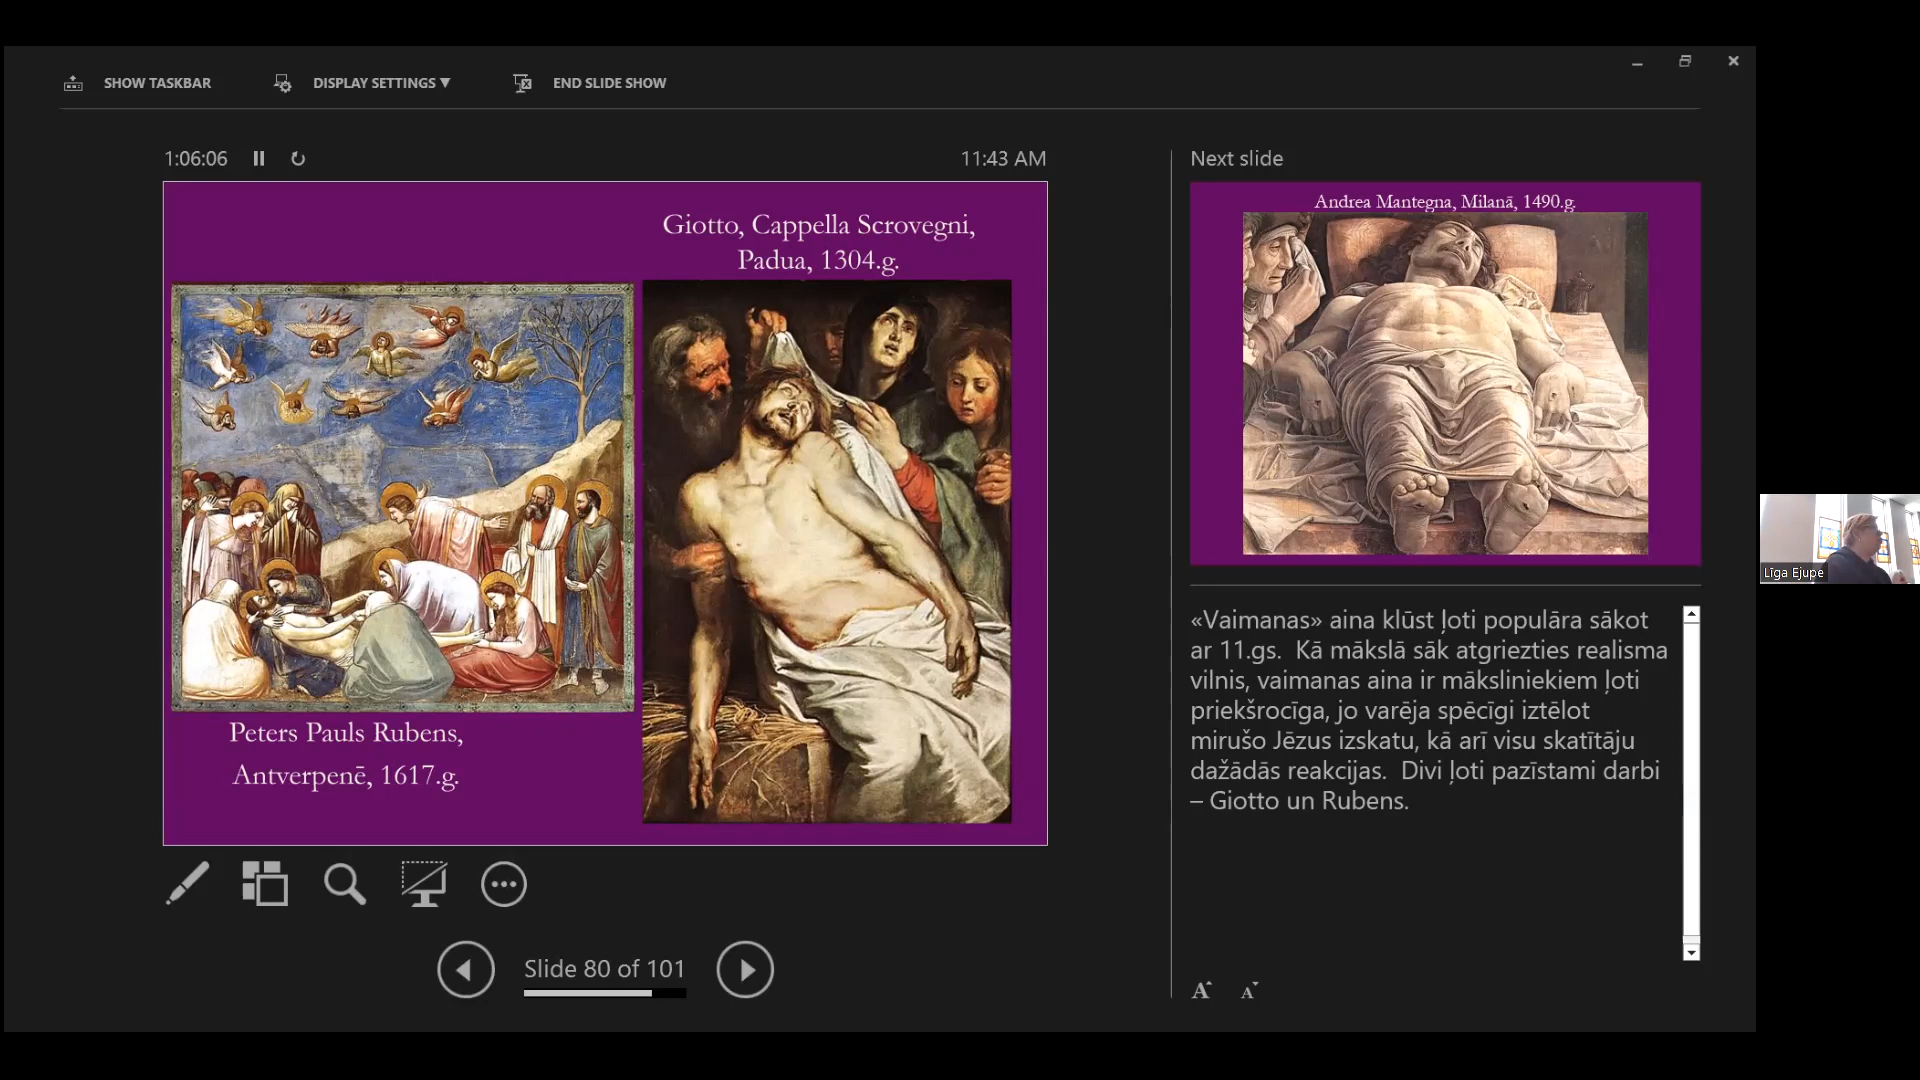 SHOW TASKBAR
DISPLAY SETTINGS ▼
END SLIDE SHOW
1:06:06
11:43 AM
Giotto, Cappella Scrovegni,
Padua, 1304.g.
Peters Pauls Rubens,
Antverpenē, 1617.g.
Slide 80 of 101
Next slide
Andrea Mantegna, Milanā, 1490.g.
«Vaimanas» aina klūst ļoti populāra sākot
ar 11.gs. Kā mākslā sāk atgriezties realisma
vilnis, vaimanas aina ir māksliniekiem ļoti
priekšrocīga, jo varēja spēcīgi iztēlot
mirušo Jēzus izskatu, kā arī visu skatītāju
dažādās reakcijas. Divi ļoti pazīstami darbi
– Giotto un Rubens.
A A
Līga Ejupe